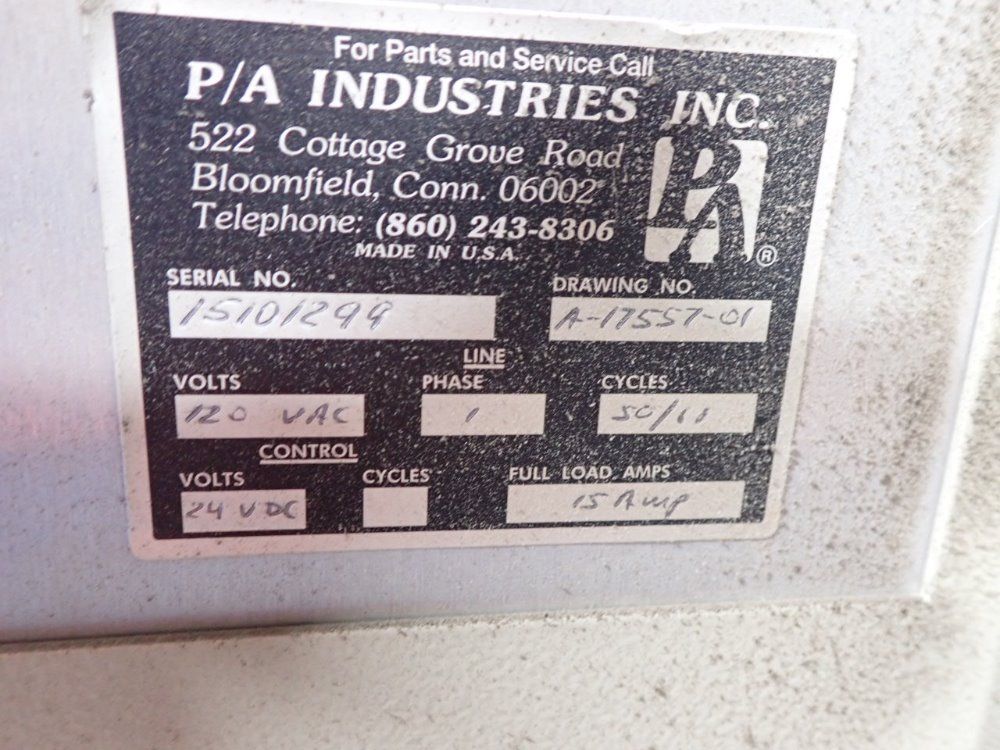 For Parts and Service Call
P/A INDUSTRIES INC.
522 Cottage Grove Road
Bloomfield, Conn. 06002
Telephone: (860) 243-8306
MADE IN U.S.A.
PA ®
SERIAL NO. DRAWING NO.
15101299 A-17557-01
LINE
VOLTS PHASE CYCLES
120 VAC 1
CONTROL
VOLTS CYCLES FULL LOAD AMPS
24 VDC 15 Amp